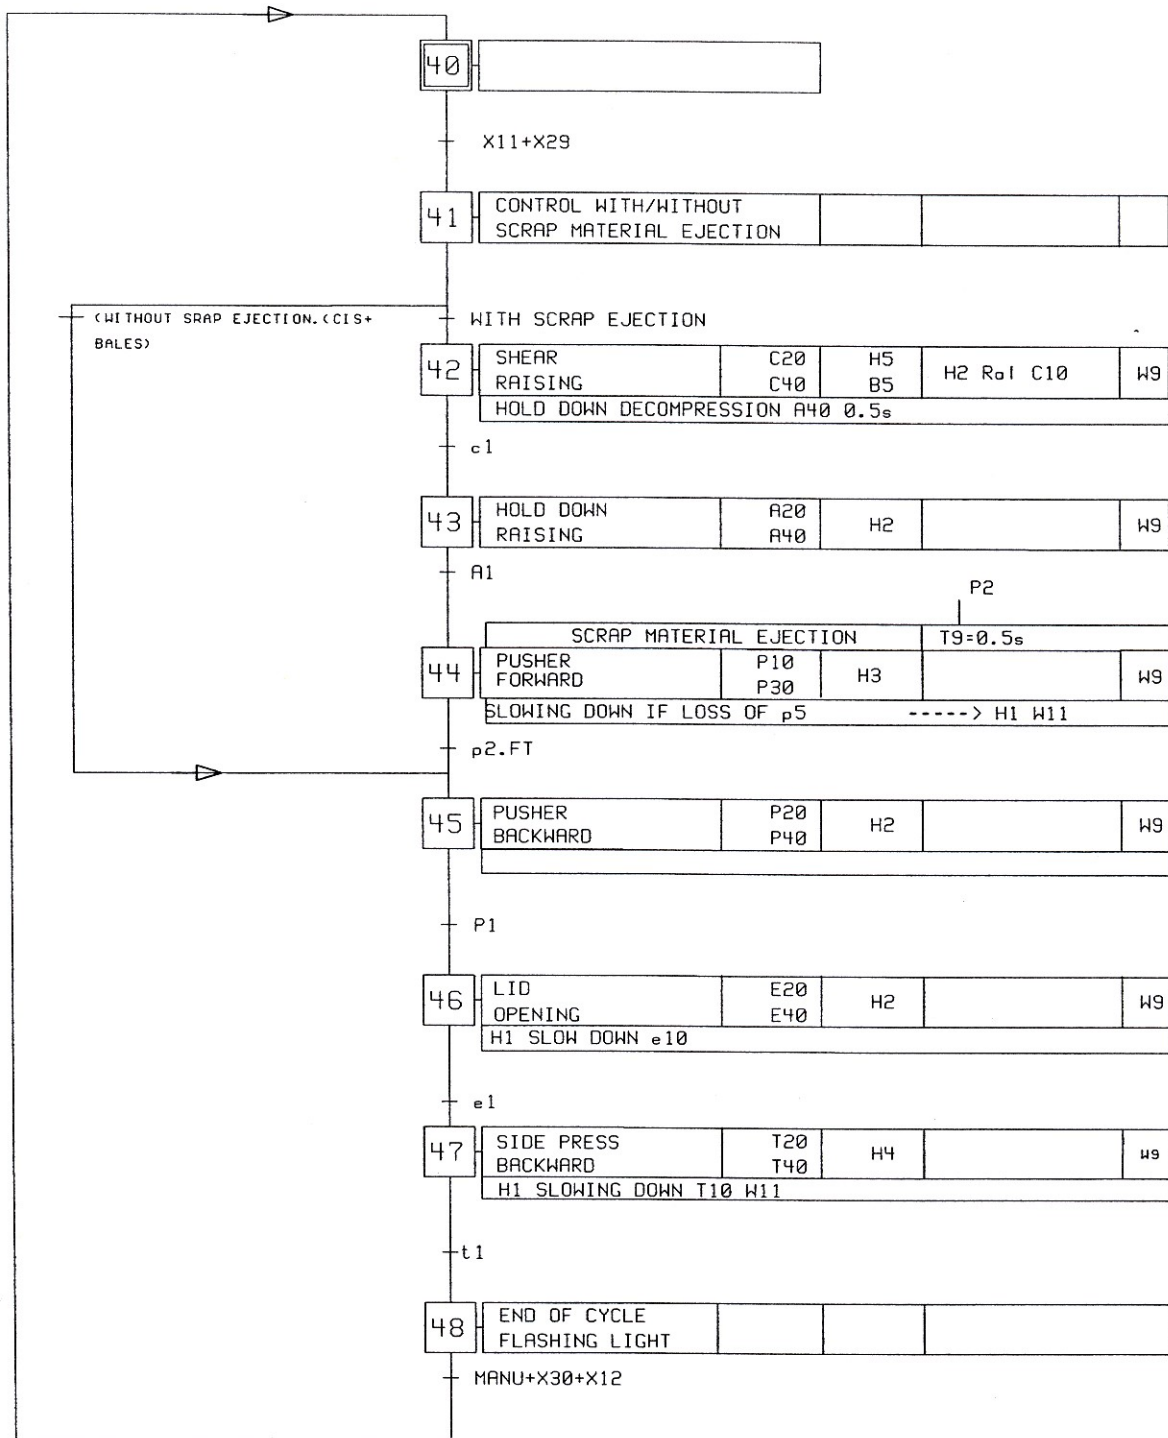 40
X11+X29
41 CONTROL WITH/WITHOUT
SCRAP MATERIAL EJECTION
(WITHOUT SRAP EJECTION.(CIS+
BALES)
WITH SCRAP EJECTION
42 SHEAR C20 H5 H2 Ral C10 W9
RAISING C40 B5
HOLD DOWN DECOMPRESSION A40 0.5s
c1
43 HOLD DOWN A20 H2 W9
RAISING A40
A1
P2
SCRAP MATERIAL EJECTION T9=0.5s
44 PUSHER P10 H3 W9
FORWARD P30
SLOWING DOWN IF LOSS OF p5 -----> H1 W11
p2.FT
45 PUSHER P20 H2 W9
BACKWARD P40
P1
46 LID E20 H2 W9
OPENING E40
H1 SLOW DOWN e10
e1
47 SIDE PRESS T20 H4 W9
BACKWARD T40
H1 SLOWING DOWN T10 W11
t1
48 END OF CYCLE
FLASHING LIGHT
MANU+X30+X12